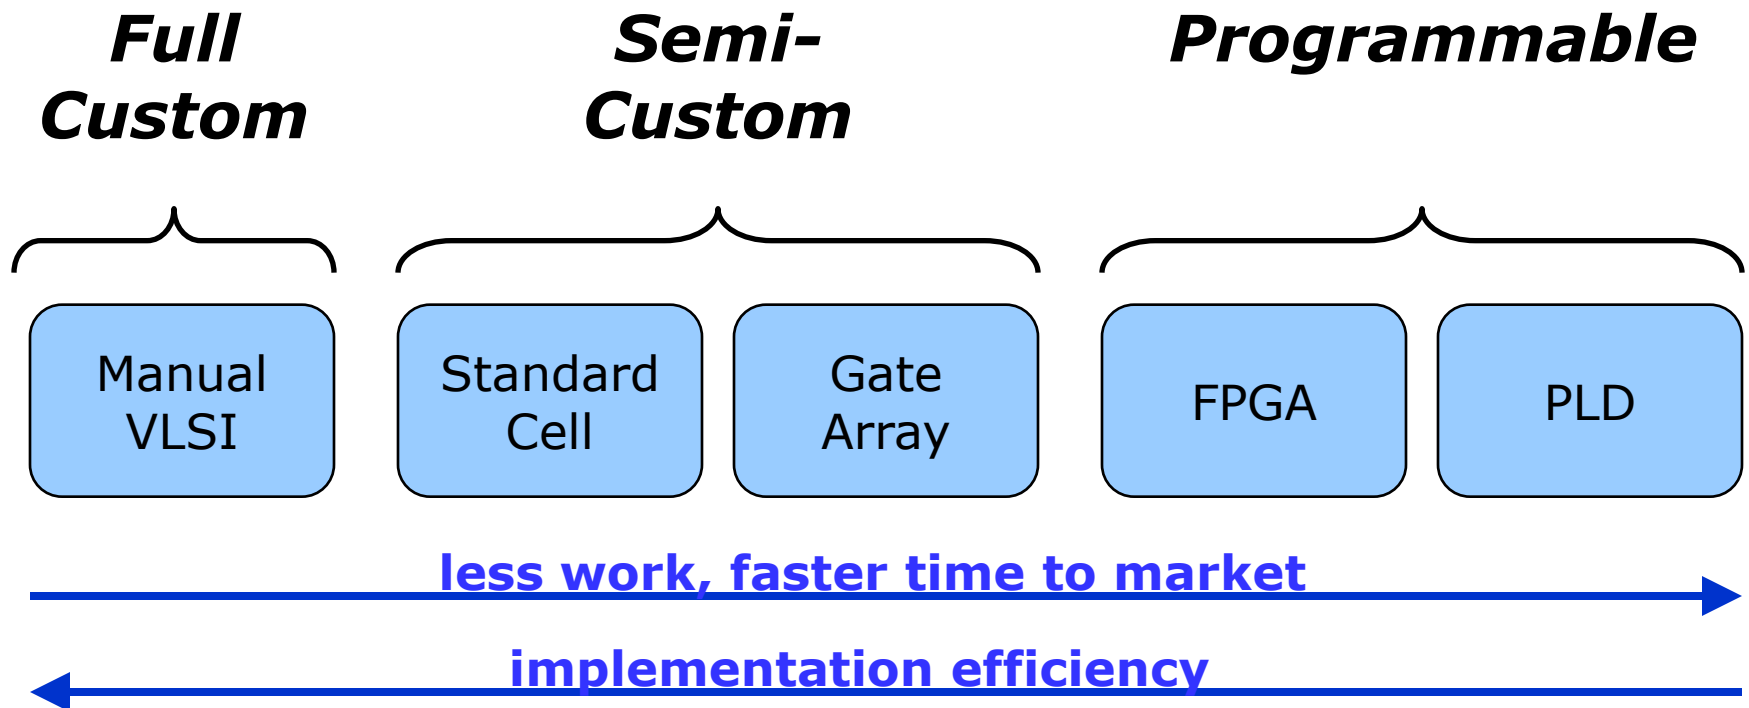 Full
Custom
Semi-
Custom
Programmable
Manual
VLSI
Standard
Cell
Gate
Array
FPGA
PLD
less work, faster time to market
implementation efficiency